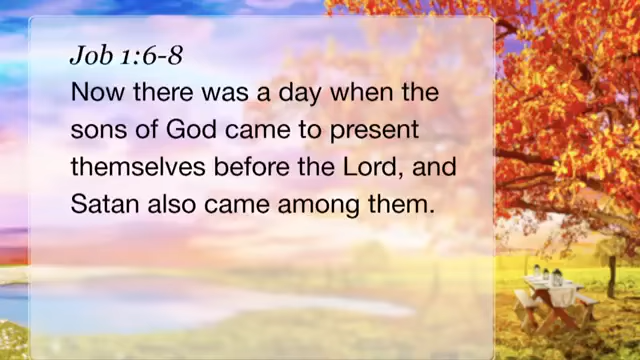 Job 1:6-8
Now there was a day when the
sons of God came to present
themselves before the Lord, and
Satan also came among them.